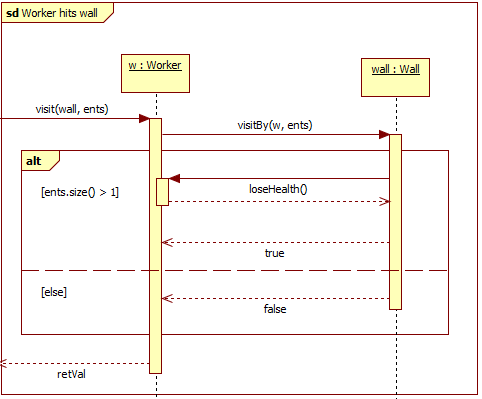 sd Worker hits wall
w : Worker
wall : Wall
visit(wall, ents)
visitBy(w, ents)
alt
[ents.size() > 1]
loseHealth()
true
[else]
false
retVal